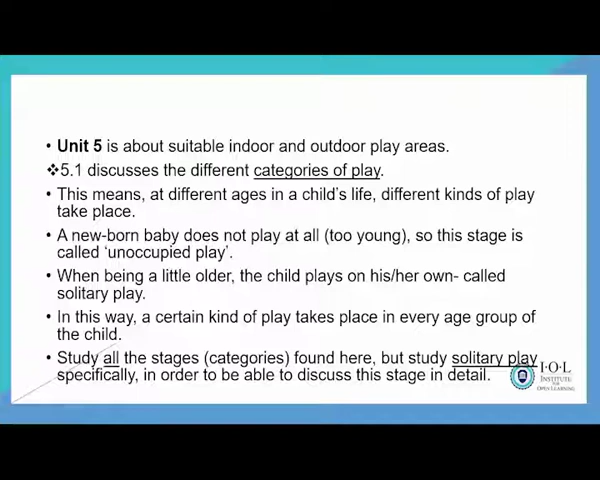 • Unit 5 is about suitable indoor and outdoor play areas.
❖5.1 discusses the different categories of play.
• This means, at different ages in a child's life, different kinds of play
take place.
• A new-born baby does not play at all (too young), so this stage is
called 'unoccupied play'.
• When being a little older, the child plays on his/her own- called
solitary play.
• In this way, a certain kind of play takes place in every age group of
the child.
• Study all the stages (categories) found here, but study solitary play
specifically, in order to be able to discuss this stage in detail.
I·O·L
INSTITUTE
FOR
OPEN LEARNING